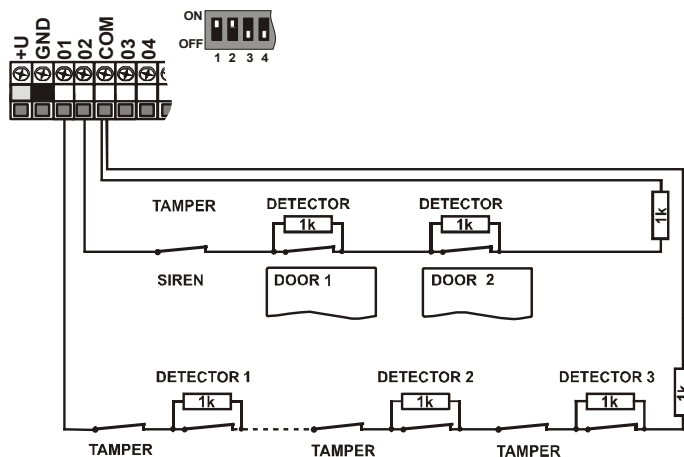 ON
OFF
1 2 3 4
+U GND 01 02 COM 03 04
TAMPER DETECTOR DETECTOR
1k 1k 1k
SIREN DOOR 1 DOOR 2
DETECTOR 1 DETECTOR 2 DETECTOR 3
1k 1k 1k 1k
TAMPER TAMPER TAMPER